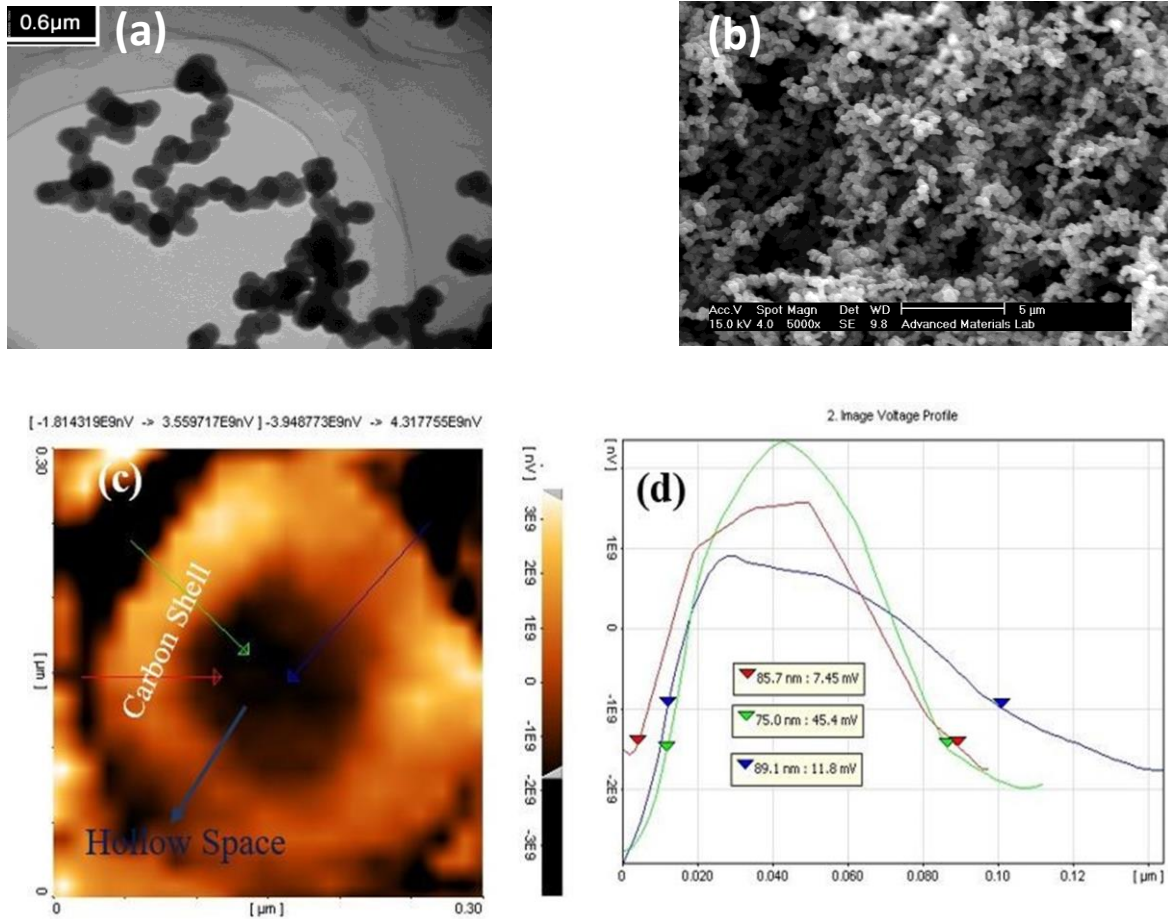 0.6µm
(a)
(b)
Acc.V Spot Magn Det WD 5 µm
15.0 kV 4.0 5000x SE 9.8 Advanced Materials Lab
[ -1.814319E9nV -> 3.559717E9nV ] -3.948773E9nV -> 4.317755E9nV
(c)
0.30
[ µm ]
0
Carbon Shell
Hollow Space
0 [ µm ] 0.30
[ nV ]
3E9
2E9
1E9
0
-1E9
-2E9
-3E9
2. Image Voltage Profile
(d)
[ nV ]
1E9
0
-1E9
-2E9
85.7 nm : 7.45 mV
75.0 nm : 45.4 mV
89.1 nm : 11.8 mV
0 0.020 0.040 0.060 0.080 0.10 0.12 [ µm ]